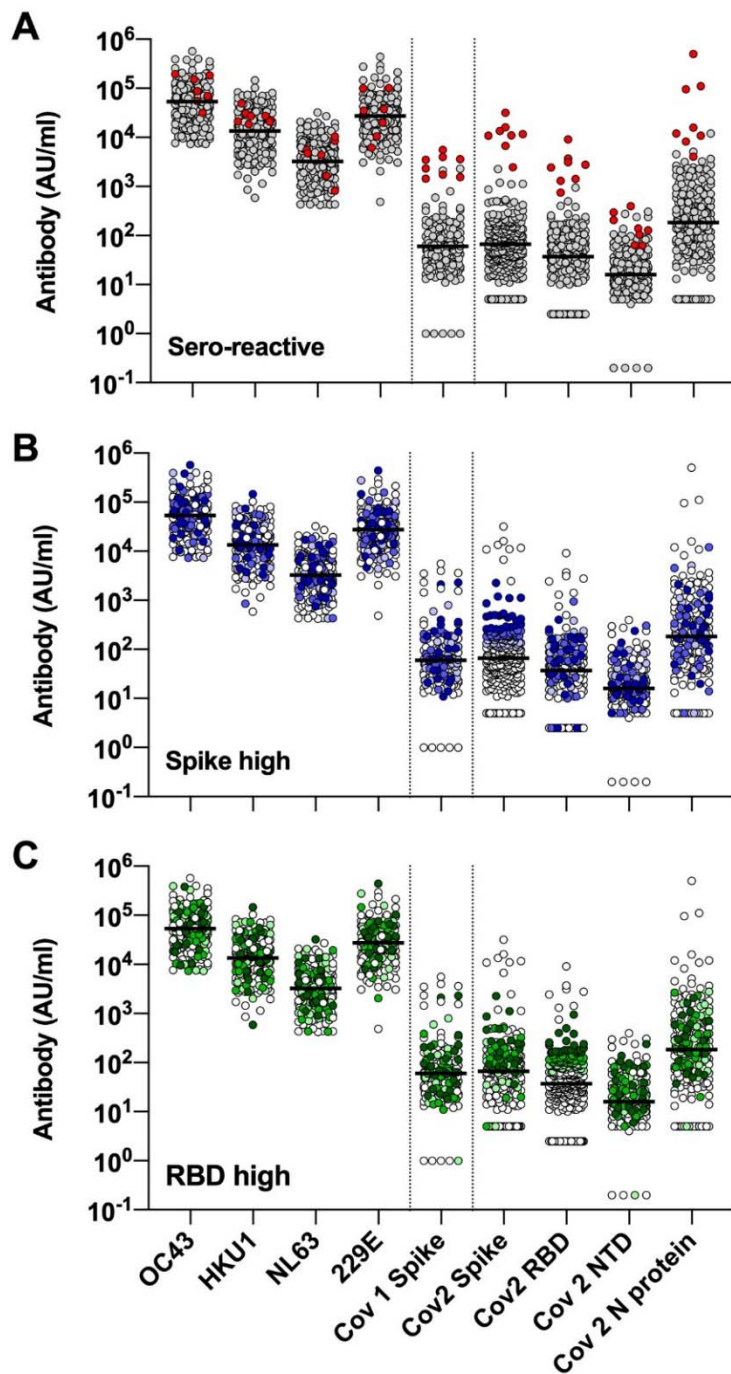 A
Antibody (AU/ml)
10⁶
10⁵
10⁴
10³
10²
10¹
10⁰
10⁻¹
Sero-reactive
B
Antibody (AU/ml)
10⁶
10⁵
10⁴
10³
10²
10¹
10⁰
10⁻¹
Spike high
C
Antibody (AU/ml)
10⁶
10⁵
10⁴
10³
10²
10¹
10⁰
10⁻¹
RBD high
OC43
HKU1
NL63
229E
Cov 1 Spike
Cov2 Spike
Cov2 RBD
Cov 2 NTD
Cov 2 N protein